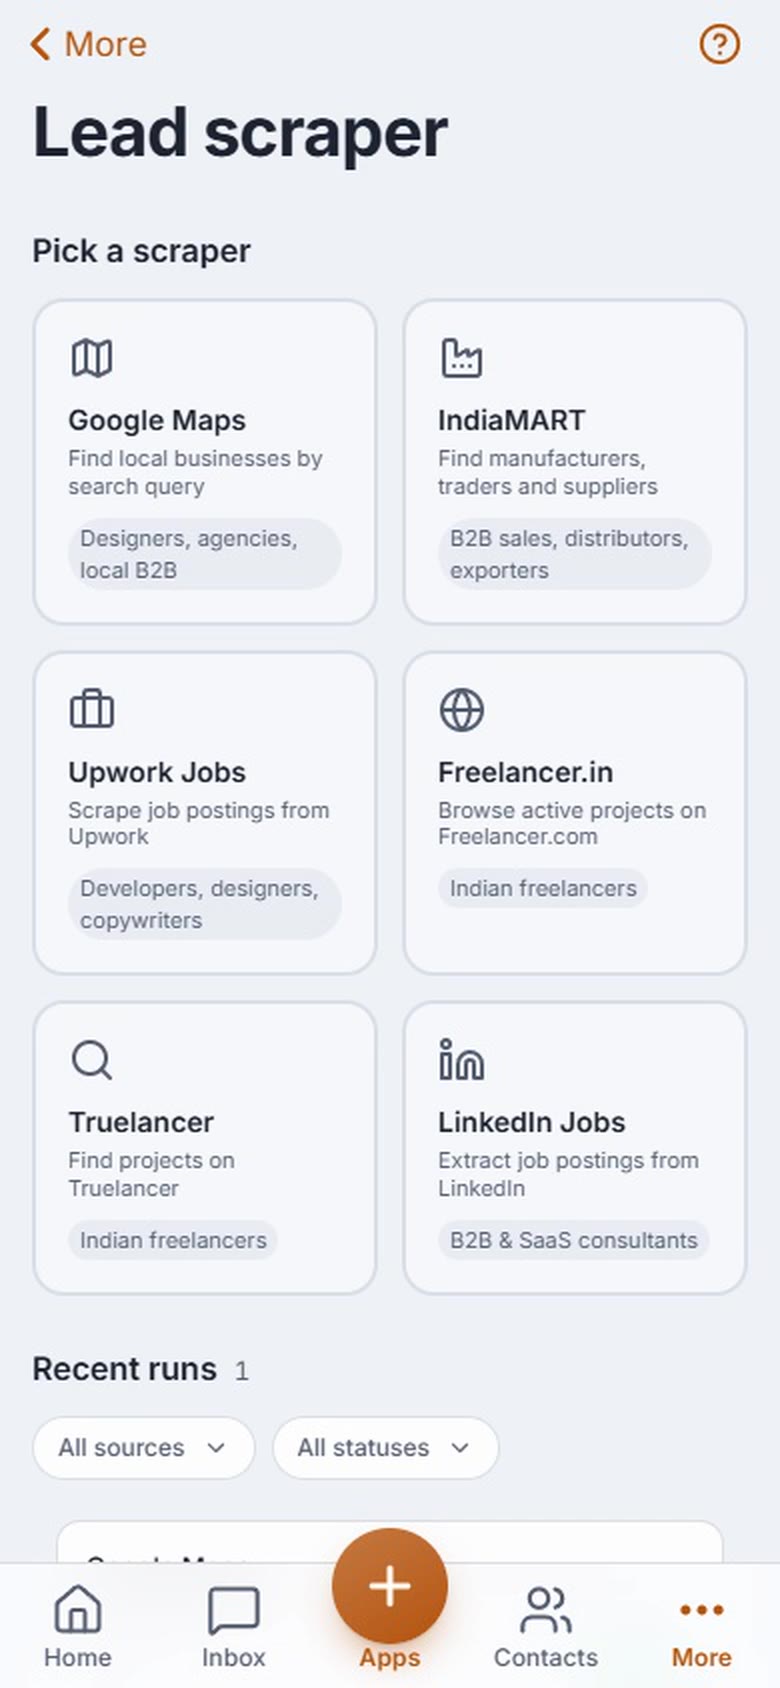 More
Lead scraper
Pick a scraper
Google Maps
Find local businesses by
search query
Designers, agencies,
local B2B
IndiaMART
Find manufacturers,
traders and suppliers
B2B sales, distributors,
exporters
Upwork Jobs
Scrape job postings from
Upwork
Developers, designers,
copywriters
Freelancer.in
Browse active projects on
Freelancer.com
Indian freelancers
Truelancer
Find projects on
Truelancer
Indian freelancers
LinkedIn Jobs
Extract job postings from
LinkedIn
B2B & SaaS consultants
Recent runs 1
All sources
All statuses
Home
Inbox
Apps
Contacts
More